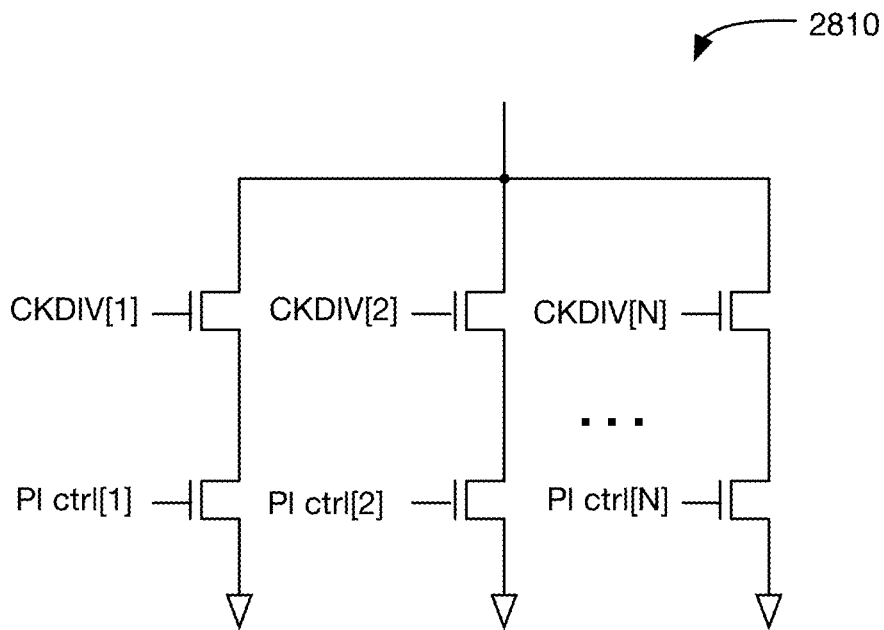 2810
CKDIV[1]
CKDIV[2]
CKDIV[N]
...
PI ctrl[1]
PI ctrl[2]
PI ctrl[N]